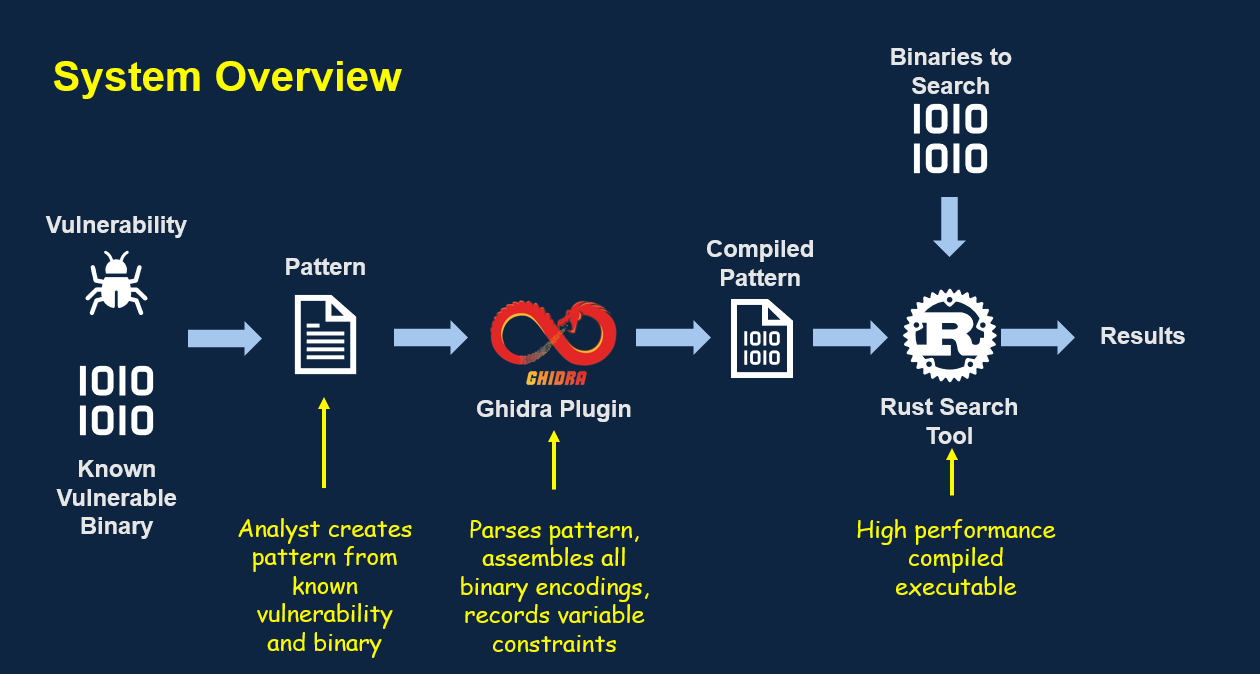 System Overview
Binaries to
Search
1010
1010
Vulnerability
1010
1010
Known
Vulnerable
Binary
Pattern
GHIDRA
Ghidra Plugin
Compiled
Pattern
1010
1010
R
Rust Search
Tool
Results
Analyst creates
pattern from
known
vulnerability
and binary
Parses pattern,
assembles all
binary encodings,
records variable
constraints
High performance
compiled
executable